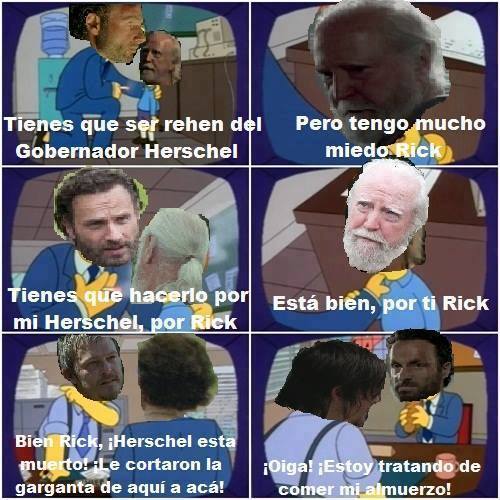 Tienes que ser rehen del
Gobernador Herschel
Pero tengo mucho
miedo Rick
Tienes que hacerlo por
mi Herschel, por Rick
Está bien, por ti Rick
Bien Rick, ¡Herschel esta
muerto! ¡Le cortaron la
garganta de aquí a acá!
¡Oiga! ¡Estoy tratando de
comer mi almuerzo!